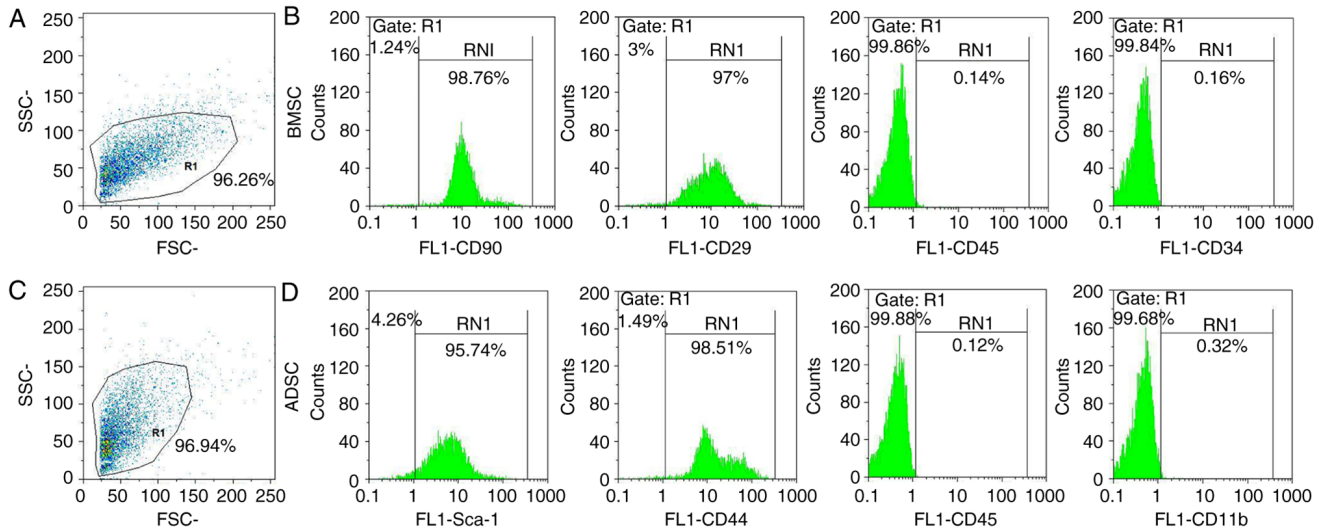 A
250
200
150
100
50
0
SSC-
R1
96.26%
0 50 100 150 200 250
FSC-
B
BMSC
Gate: R1
1.24%
RNI
98.76%
200
160
120
80
40
0
Counts
0.1 1 10 100 1000
FL1-CD90
Gate: R1
3%
RN1
97%
200
160
120
80
40
0
Counts
0.1 1 10 100 1000
FL1-CD29
Gate: R1
99.86%
RN1
0.14%
200
160
120
80
40
0
Counts
0.1 1 10 100 1000
FL1-CD45
Gate: R1
99.84%
RN1
0.16%
200
160
120
80
40
0
Counts
0.1 1 10 100 1000
FL1-CD34
C
250
200
150
100
50
0
SSC-
R1
96.94%
0 50 100 150 200 250
FSC-
D
ADSC
4.26%
RN1
95.74%
200
160
120
80
40
0
Counts
0.1 1 10 100 1000
FL1-Sca-1
Gate: R1
1.49%
RN1
98.51%
200
160
120
80
40
0
Counts
0.1 1 10 100 1000
FL1-CD44
Gate: R1
99.88%
RN1
0.12%
200
160
120
80
40
0
Counts
0.1 1 10 100 1000
FL1-CD45
Gate: R1
99.68%
RN1
0.32%
200
160
120
80
40
0
Counts
0.1 1 10 100 1000
FL1-CD11b